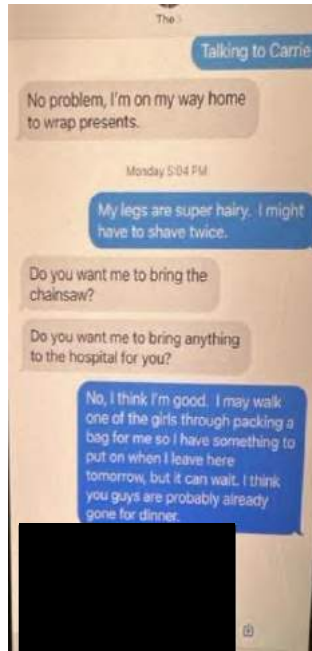 The
Talking to Carrie
No problem, I'm on my way home
to wrap presents.
Monday 5:04 PM
My legs are super hairy. I might
have to shave twice.
Do you want me to bring the
chainsaw?
Do you want me to bring anything
to the hospital for you?
No, I think I'm good. I may walk
one of the girls through packing a
bag for me so I have something to
put on when I leave here
tomorrow, but it can wait. I think
you guys are probably already
gone for dinner.